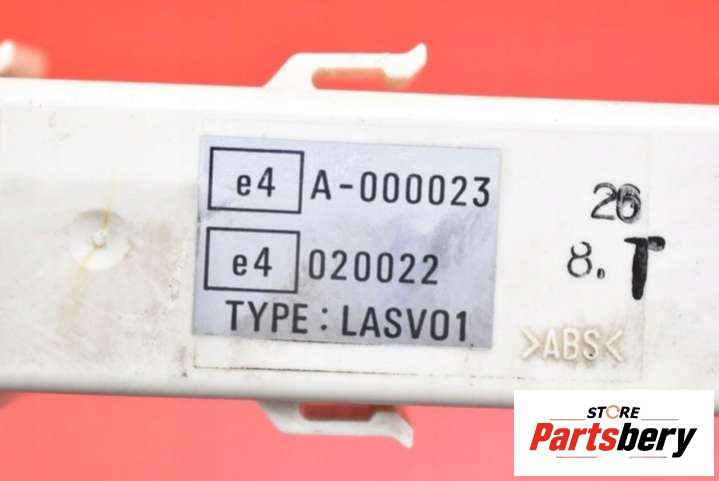 e4 A-000023
e4 020022
TYPE: LASV01
26
8.T
>ABS<
STORE
Partsbery